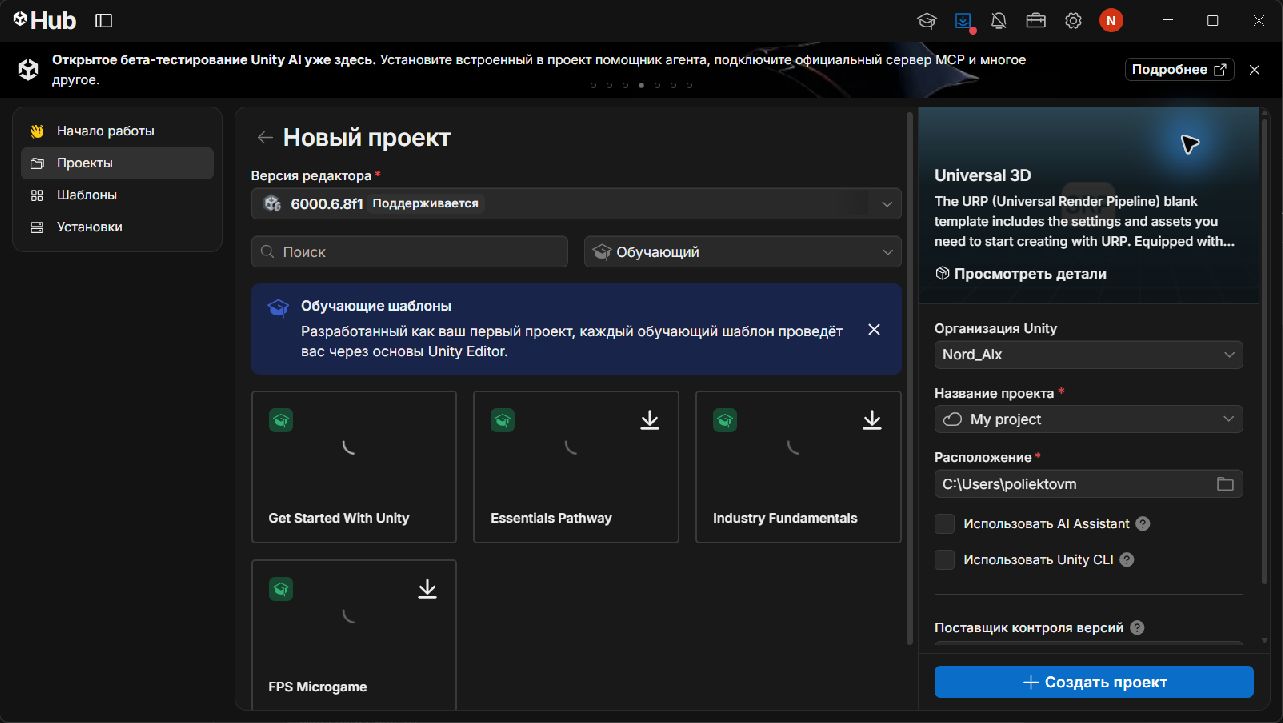 Hub
N
Открытое бета-тестирование Unity AI уже здесь. Установите встроенный в проект помощник агента, подключите официальный сервер MCP и многое
другое.
Подробнее
Начало работы
Проекты
Шаблоны
Установки
Новый проект
Версия редактора *
6000.6.8f1 Поддерживается
Поиск
Обучающий
Обучающие шаблоны
Разработанный как ваш первый проект, каждый обучающий шаблон проведёт
вас через основы Unity Editor.
Get Started With Unity
Essentials Pathway
Industry Fundamentals
FPS Microgame
Universal 3D
The URP (Universal Render Pipeline) blank
template includes the settings and assets you
need to start creating with URP. Equipped with...
Просмотреть детали
Организация Unity
Nord_Alx
Название проекта *
My project
Расположение *
C:\Users\poliektovm
Использовать AI Assistant ?
Использовать Unity CLI ?
Поставщик контроля версий ?
+ Создать проект